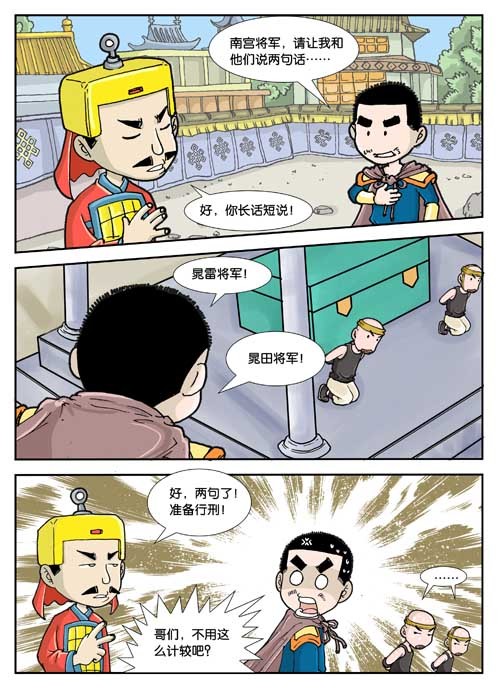 南宫将军，请让我和
他们说两句话……
好，你长话短说！
晁雷将军！
晁田将军！
好，两句了！
准备行刑！
……
哥们，不用这
么计较吧？